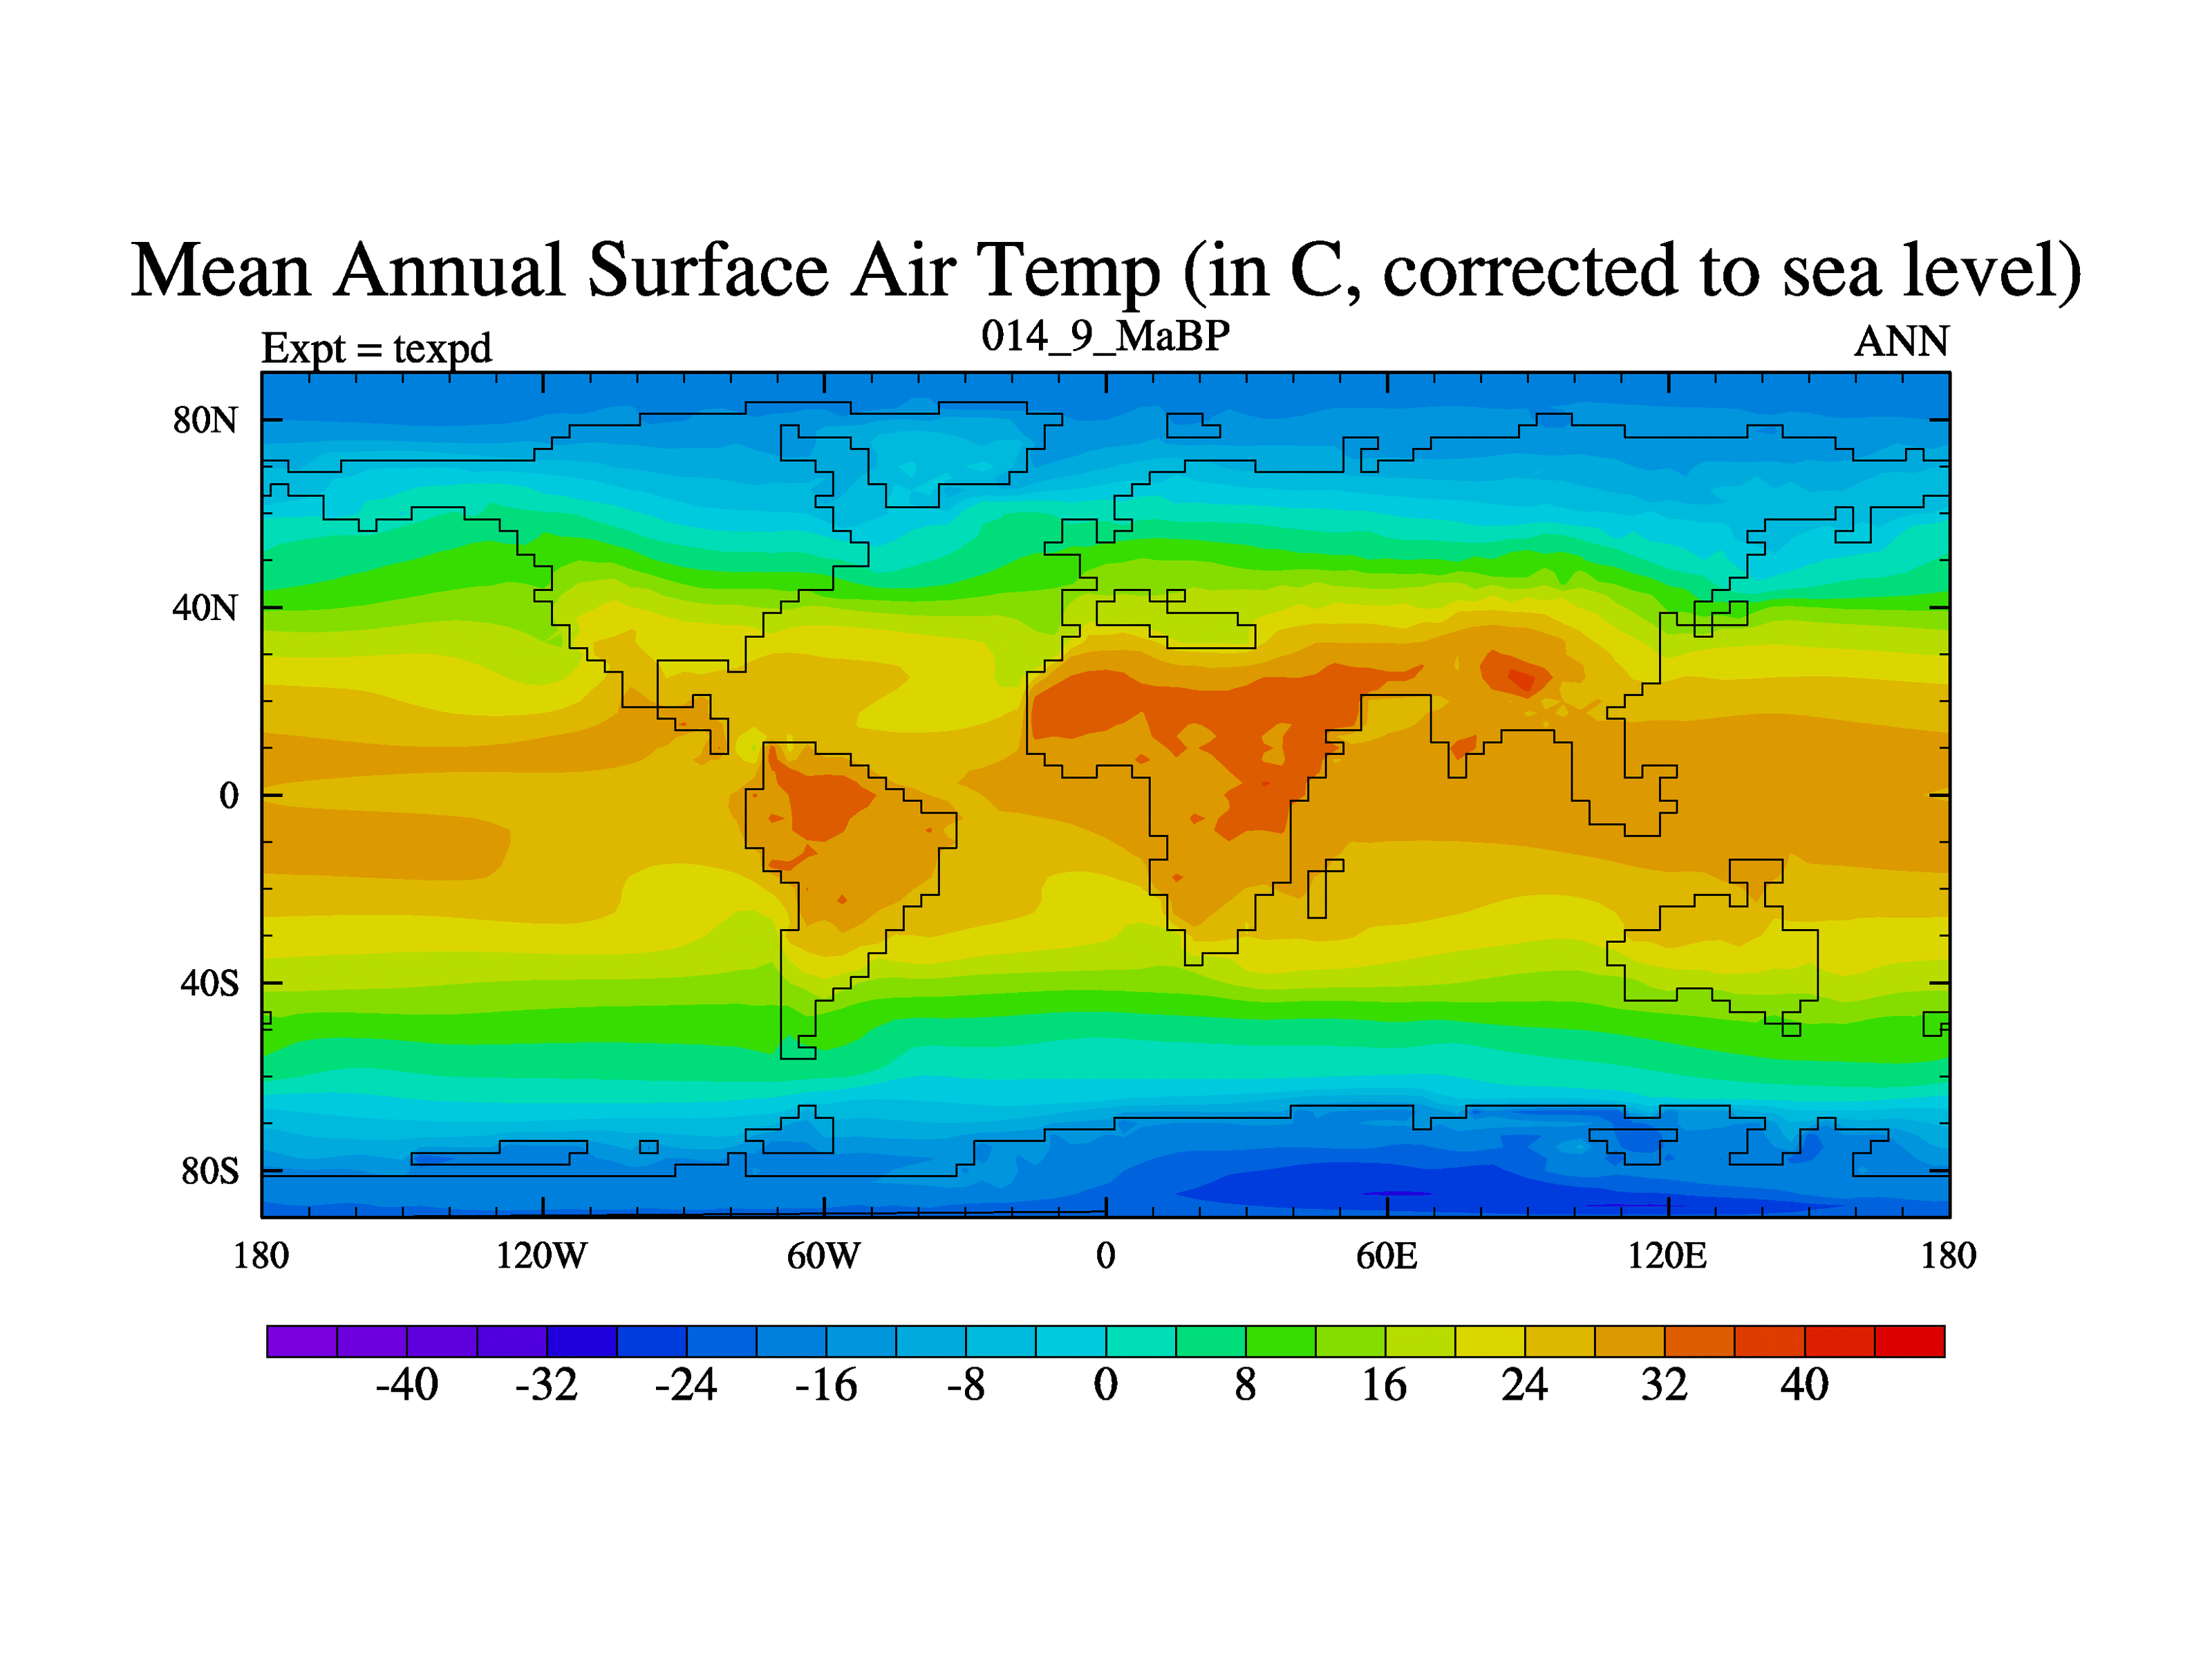 Mean Annual Surface Air Temp (in C, corrected to sea level)
Expt = texpd 014_9_MaBP ANN
80N
40N
0
40S
80S
180 120W 60W 0 60E 120E 180
-40 -32 -24 -16 -8 0 8 16 24 32 40